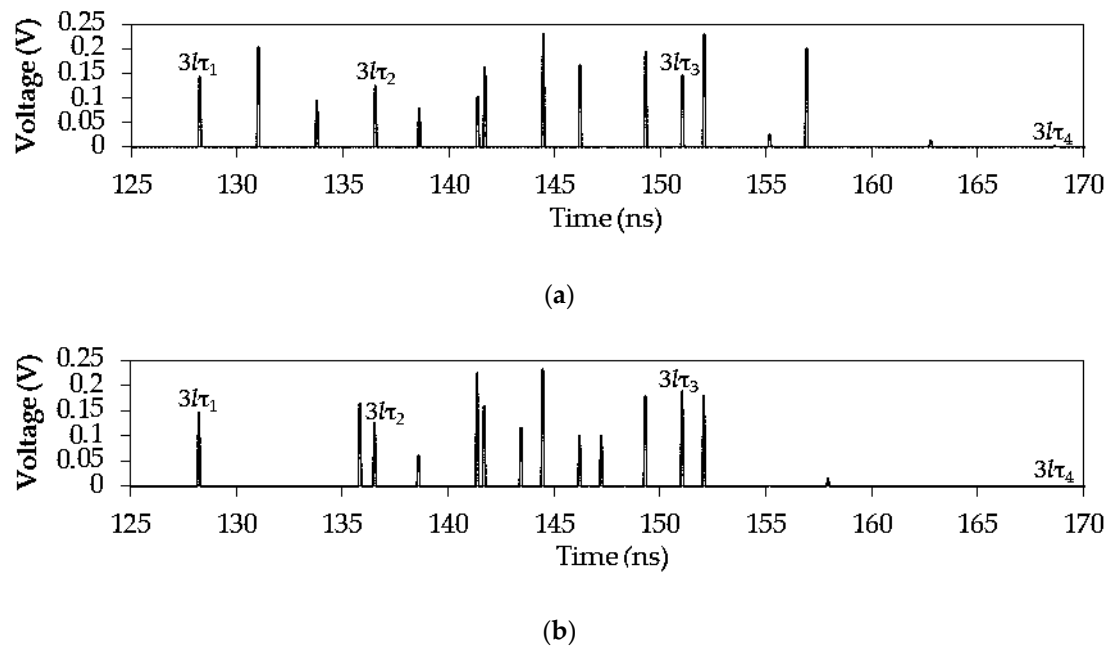 Voltage (V)
0.25
0.2
0.15
0.1
0.05
0
3lτ₁
3lτ₂
3lτ₃
3lτ₄
125 130 135 140 145 150 155 160 165 170
Time (ns)
(a)
Voltage (V)
0.25
0.2
0.15
0.1
0.05
0
3lτ₁
3lτ₂
3lτ₃
3lτ₄
125 130 135 140 145 150 155 160 165 170
Time (ns)
(b)